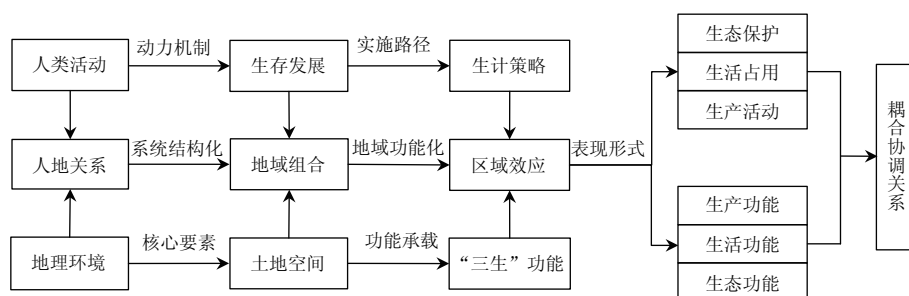 人类活动
动力机制
生存发展
实施路径
生计策略
生态保护
生活占用
生产活动
人地关系
系统结构化
地域组合
地域功能化
区域效应
表现形式
耦合协调关系
地理环境
核心要素
土地空间
功能承载
“三生”功能
生产功能
生活功能
生态功能